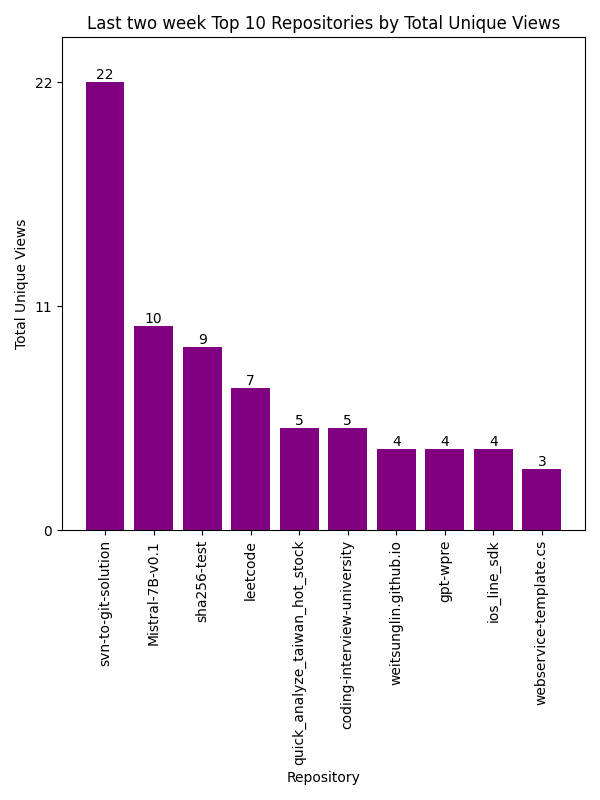 Last two week Top 10 Repositories by Total Unique Views
Total Unique Views
22
11
0
22
10
9
7
5
5
4
4
4
3
svn-to-git-solution
Mistral-7B-v0.1
sha256-test
leetcode
quick_analyze_taiwan_hot_stock
coding-interview-university
weitsunglin.github.io
gpt-wpre
ios_line_sdk
webservice-template.cs
Repository